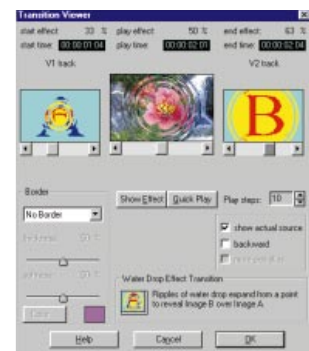 Transition Viewer
start effect: 33 % play effect 50 % end effect: 63 %
start time: 00:00:01:04 play time: 00:00:02:01 end time: 00:00:02:04
V1 track V2 track
A B
Border
Show Effect Quick Play Play steps: 10
No Border
show actual source
backward
Water Drop Effect Transition
Ripples of water drop expand from a point
to reveal Image B over Image A.
Color
Help Cancel OK